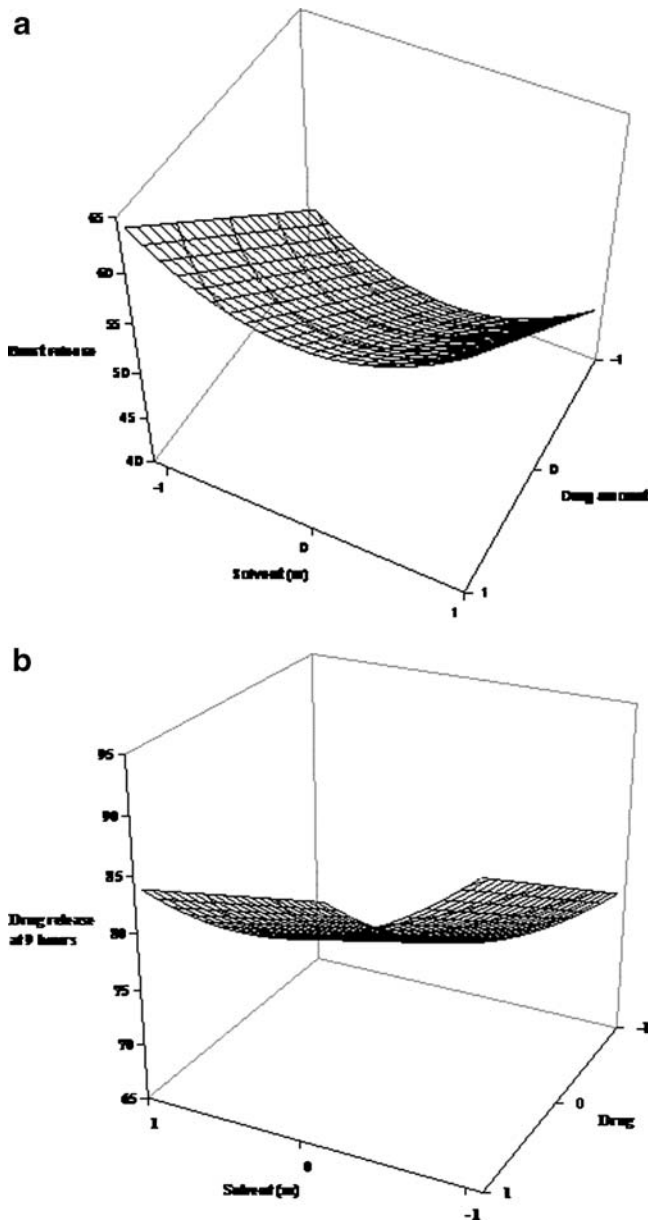 a
65
60
55
Burst release
50
45
40
-1
0
Drug amount
-1
0
Solvent (m)
1
1
b
95
90
85
Drug release
at 9 hours
80
75
70
65
-1
0
Drug
1
0
Solvent (m)
1
-1